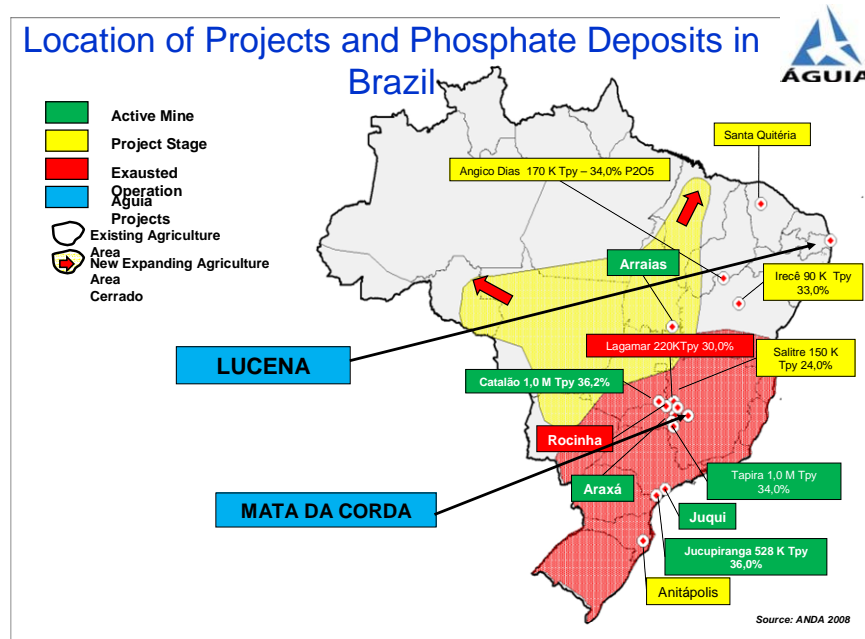 Location of Projects and Phosphate Deposits in
Brazil
ÁGUIA
Active Mine
Project Stage
Exausted
Operation
Aguia
Projects
Existing Agriculture
Area
New Expanding Agriculture
Area
Cerrado
Santa Quitéria
Angico Dias 170 K Tpy – 34,0% P2O5
Arraias
Irecê 90 K Tpy
33,0%
Lagamar 220KTpy 30,0%
Salitre 150 K
Tpy 24,0%
LUCENA
Catalão 1,0 M Tpy 36,2%
Rocinha
Araxá
Tapira 1,0 M Tpy
34,0%
MATA DA CORDA
Juqui
Jucupiranga 528 K Tpy
36,0%
Anitápolis
Source: ANDA 2008